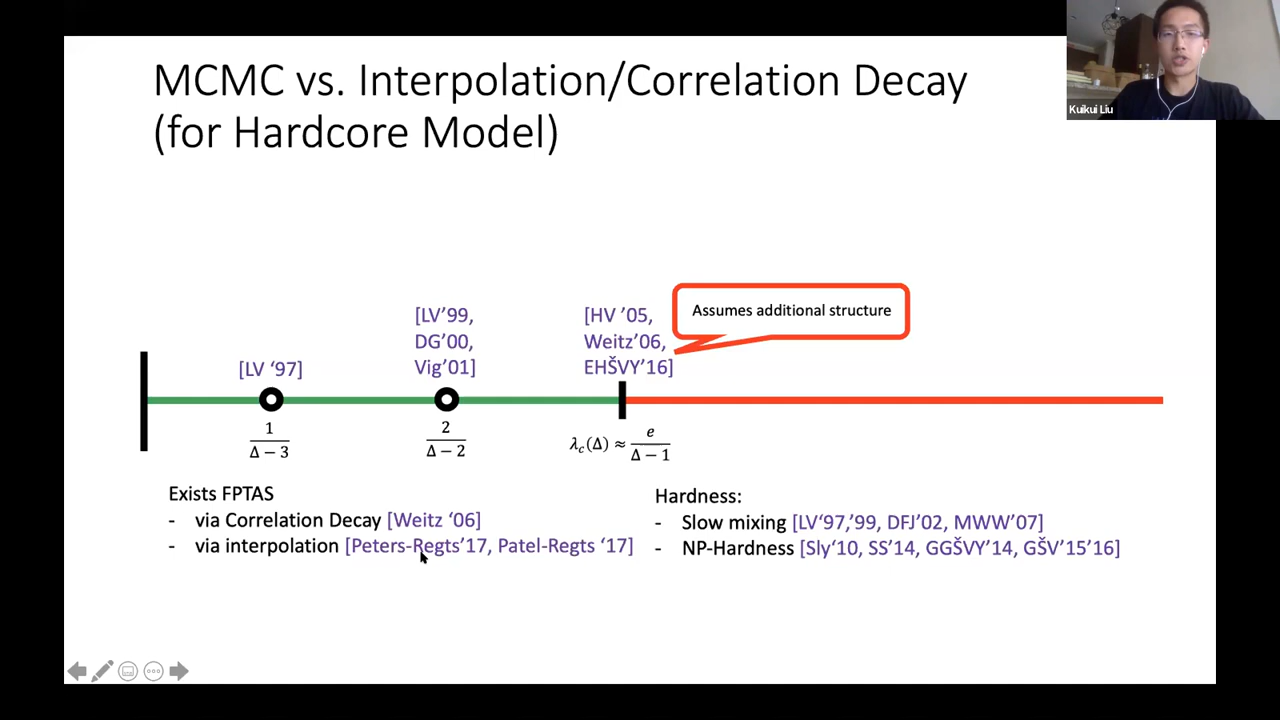 MCMC vs. Interpolation/Correlation Decay
(for Hardcore Model)
Kuikui Liu
Assumes additional structure
[LV '97]
[LV'99,
DG'00,
Vig'01]
[HV '05,
Weitz'06,
EHŠVY'16]
1
Δ − 3
2
Δ − 2
λc(Δ) ≈ e
Δ − 1
Exists FPTAS
- via Correlation Decay [Weitz '06]
- via interpolation [Peters-Regts'17, Patel-Regts '17]
Hardness:
- Slow mixing [LV'97,'99, DFJ'02, MWW'07]
- NP-Hardness [Sly'10, SS'14, GGŠVY'14, GŠV'15'16]